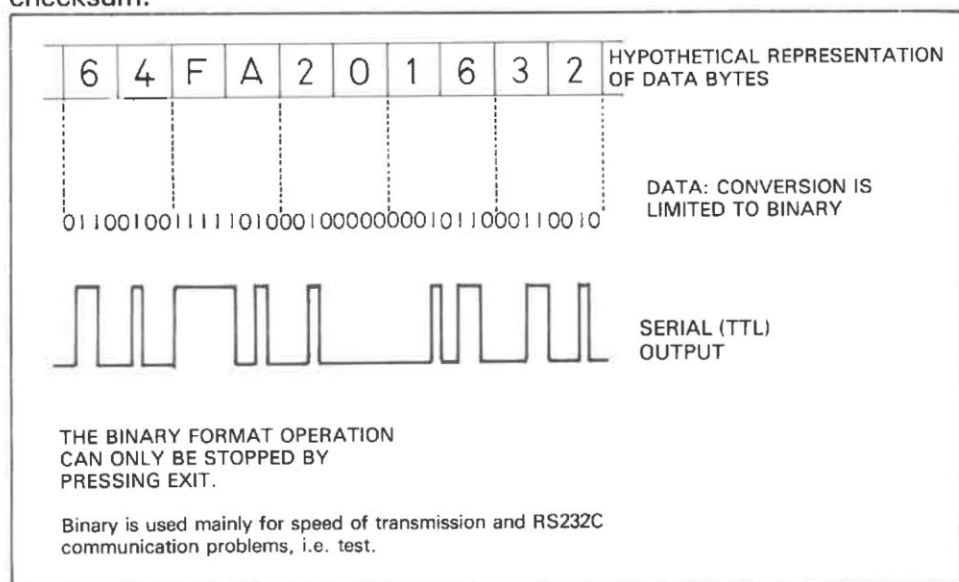 checksum.
6 4 F A 2 0 1 6 3 2 HYPOTHETICAL REPRESENTATION
OF DATA BYTES
DATA: CONVERSION IS
LIMITED TO BINARY
0110010011111010001000000001011000110010
SERIAL (TTL)
OUTPUT
THE BINARY FORMAT OPERATION
CAN ONLY BE STOPPED BY
PRESSING EXIT.
Binary is used mainly for speed of transmission and RS232C
communication problems, i.e. test.